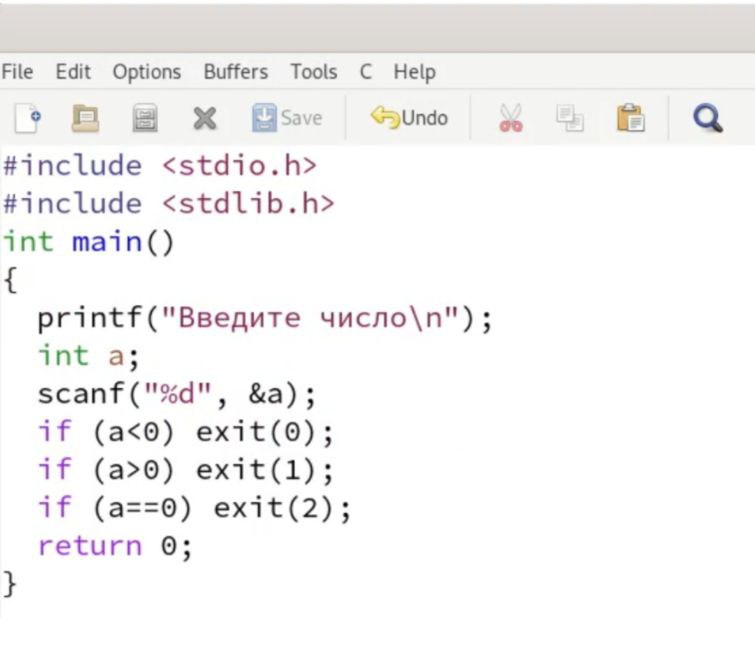 File Edit Options Buffers Tools C Help
Save Undo
#include <stdio.h>
#include <stdlib.h>
int main()
{
  printf("Введите число\n");
  int a;
  scanf("%d", &a);
  if (a<0) exit(0);
  if (a>0) exit(1);
  if (a==0) exit(2);
  return 0;
}